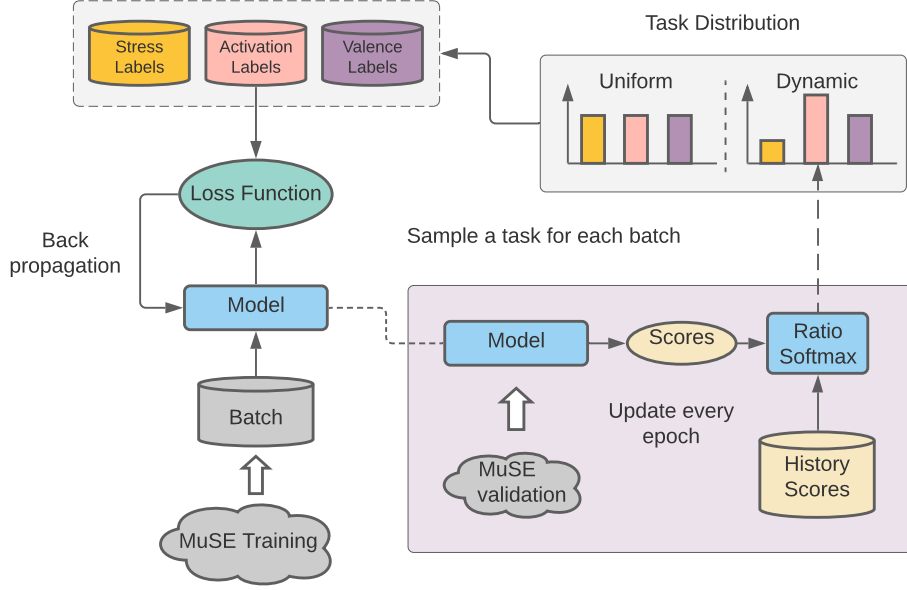 Task Distribution
Stress
Labels
Activation
Labels
Valence
Labels
Uniform
Dynamic
Loss Function
Back
propagation
Sample a task for each batch
Model
Model
Scores
Ratio
Softmax
Batch
Update every
epoch
MuSE
validation
History
Scores
MuSE Training